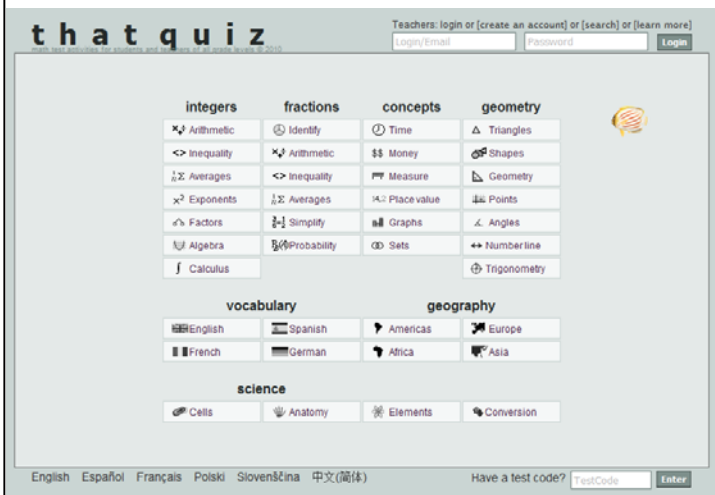 that quiz
math test activities for students and teachers of all grade levels © 2010
Teachers: login or [create an account] or [search] or [learn more]
Login/Email Password Login
integers fractions concepts geometry
Arithmetic Identify Time Triangles
<> Inequality Arithmetic $$ Money Shapes
Averages <> Inequality Measure Geometry
x² Exponents Averages Place value Points
Factors Simplify Graphs Angles
Algebra Probability Sets Number line
∫ Calculus Trigonometry
vocabulary geography
English Spanish Americas Europe
French German Africa Asia
science
Cells Anatomy Elements Conversion
English Español Français Polski Slovenščina 中文(简体) Have a test code? TestCode Enter